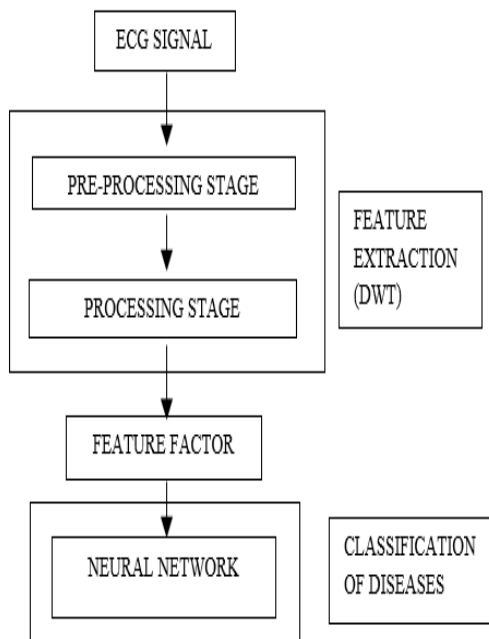 ECG SIGNAL
PRE-PROCESSING STAGE
FEATURE
EXTRACTION
(DWT)
PROCESSING STAGE
FEATURE FACTOR
NEURAL NETWORK
CLASSIFICATION
OF DISEASES